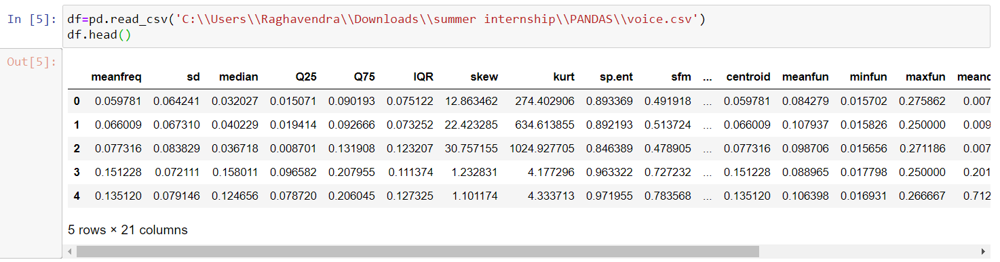 In [5]: df=pd.read_csv('C:\\Users\\Raghavendra\\Downloads\\summer internship\\PANDAS\\voice.csv')
df.head()
Out[5]:
meanfreq sd median Q25 Q75 IQR skew kurt sp.ent sfm ... centroid meanfun minfun maxfun
0 0.059781 0.064241 0.032027 0.015071 0.090193 0.075122 12.863462 274.402906 0.893369 0.491918 ... 0.059781 0.084279 0.015702 0.275862 0.007
1 0.066009 0.067310 0.040229 0.019414 0.092666 0.073252 22.423285 634.613855 0.892193 0.513724 ... 0.066009 0.107937 0.015826 0.250000 0.009
2 0.077316 0.083829 0.036718 0.008701 0.131908 0.123207 30.757155 1024.927705 0.846389 0.478905 ... 0.077316 0.098706 0.015656 0.271186 0.007
3 0.151228 0.072111 0.158011 0.096582 0.207955 0.111374 1.232831 4.177296 0.963322 0.727232 ... 0.151228 0.088965 0.017798 0.250000 0.201
4 0.135120 0.079146 0.124656 0.078720 0.206045 0.127325 1.101174 4.333713 0.971955 0.783568 ... 0.135120 0.106398 0.016931 0.266667 0.712
5 rows × 21 columns